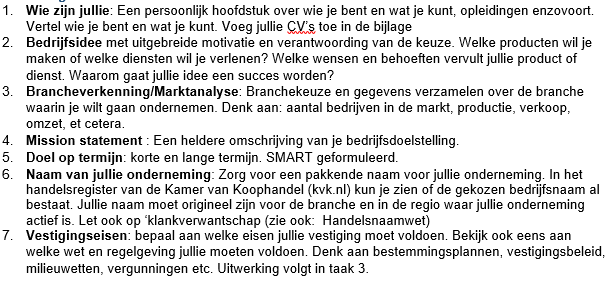 1. Wie zijn jullie: Een persoonlijk hoofdstuk over wie je bent en wat je kunt, opleidingen enzovoort.
Vertel wie je bent en wat je kunt. Voeg jullie CV's toe in de bijlage
2. Bedrijfsidee met uitgebreide motivatie en verantwoording van de keuze. Welke producten wil je
maken of welke diensten wil je verlenen? Welke wensen en behoeften vervult jullie product of
dienst. Waarom gaat jullie idee een succes worden?
3. Brancheverkenning/Marktanalyse: Branchekeuze en gegevens verzamelen over de branche
waarin je wilt gaan ondernemen. Denk aan: aantal bedrijven in de markt, productie, verkoop,
omzet, et cetera.
4. Mission statement : Een heldere omschrijving van je bedrijfsdoelstelling.
5. Doel op termijn: korte en lange termijn. SMART geformuleerd.
6. Naam van jullie onderneming: Zorg voor een pakkende naam voor jullie onderneming. In het
handelsregister van de Kamer van Koophandel (kvk.nl) kun je zien of de gekozen bedrijfsnaam al
bestaat. Jullie naam moet origineel zijn voor de branche en in de regio waar jullie onderneming
actief is. Let ook op 'klankverwantschap (zie ook: Handelsnaamwet)
7. Vestigingseisen: bepaal aan welke eisen jullie vestiging moet voldoen. Bekijk ook eens aan
welke wet en regelgeving jullie moeten voldoen. Denk aan bestemmingsplannen, vestigingsbeleid,
milieuwetten, vergunningen etc. Uitwerking volgt in taak 3.